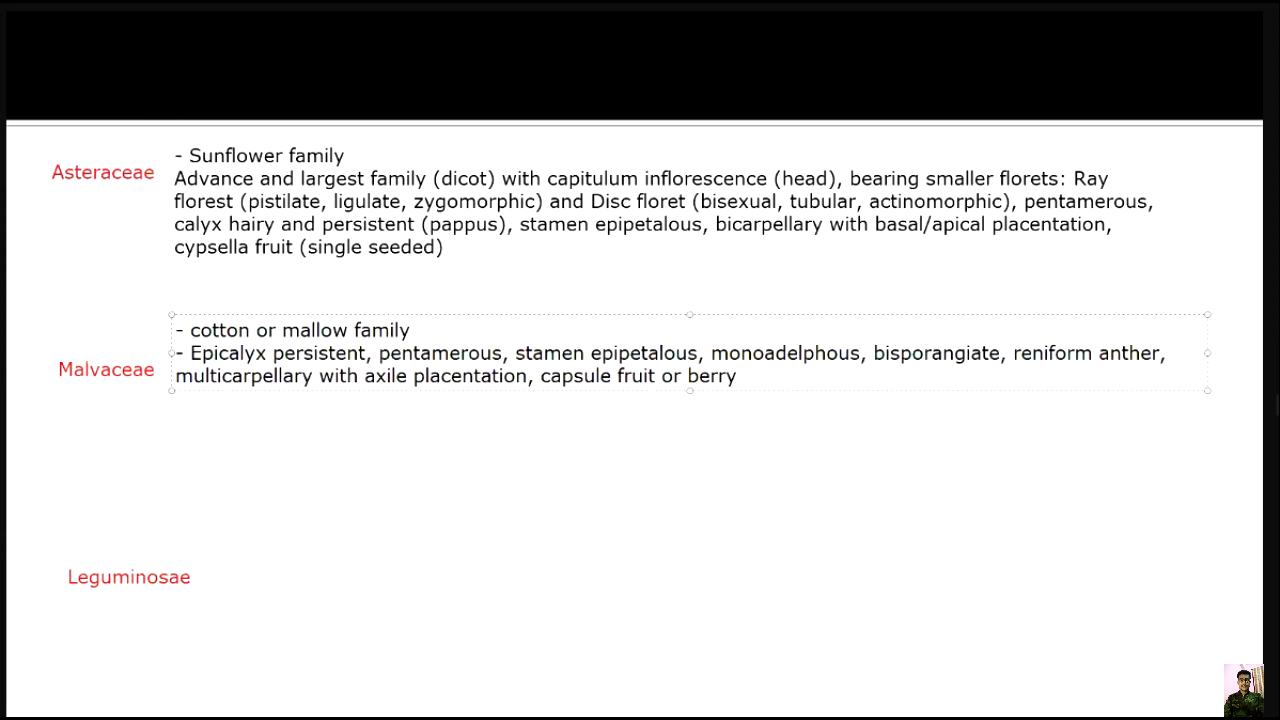 Asteraceae
- Sunflower family
Advance and largest family (dicot) with capitulum inflorescence (head), bearing smaller florets: Ray
florest (pistilate, ligulate, zygomorphic) and Disc floret (bisexual, tubular, actinomorphic), pentamerous,
calyx hairy and persistent (pappus), stamen epipetalous, bicarpellary with basal/apical placentation,
cypsella fruit (single seeded)
Malvaceae
- cotton or mallow family
- Epicalyx persistent, pentamerous, stamen epipetalous, monoadelphous, bisporangiate, reniform anther,
multicarpellary with axile placentation, capsule fruit or berry
Leguminosae